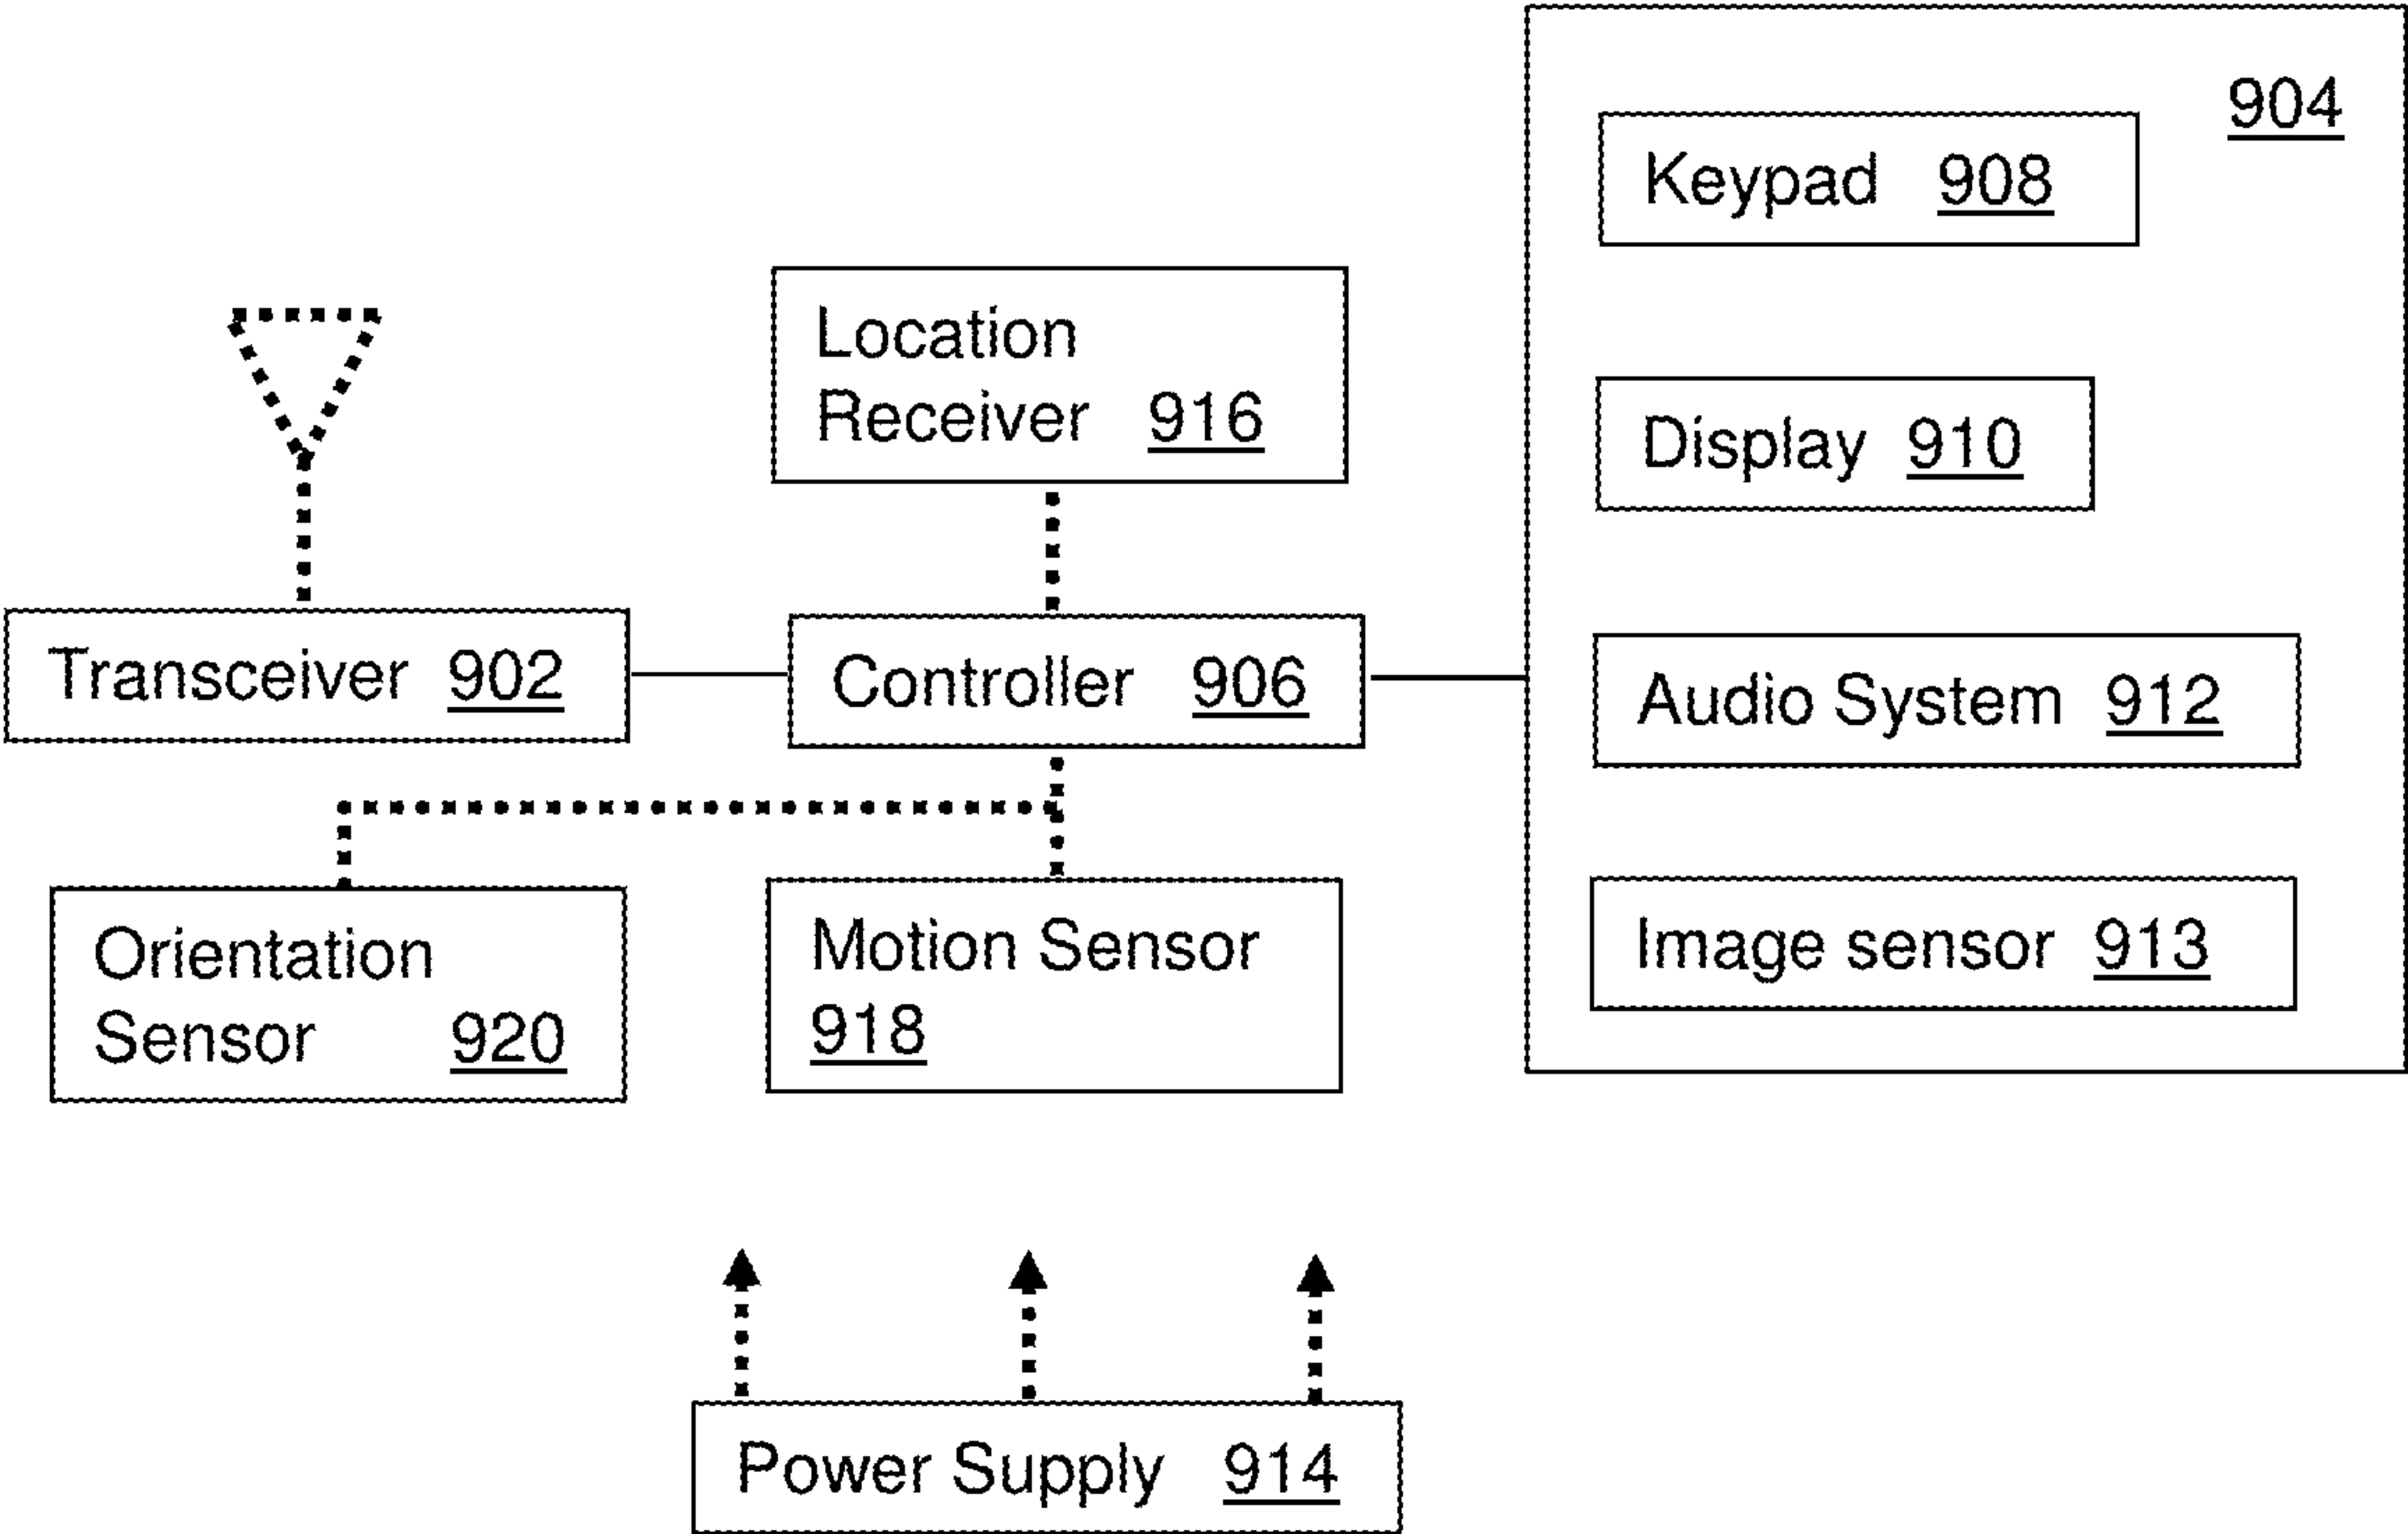 904
Keypad 908
Location
Receiver 916
Display 910
Transceiver 902
Controller 906
Audio System 912
Orientation
Sensor 920
Motion Sensor
918
Image sensor 913
Power Supply 914